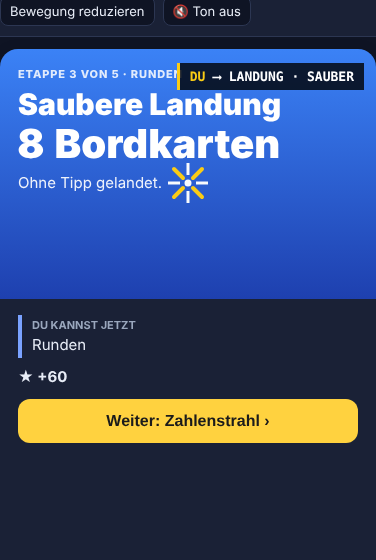 Bewegung reduzieren
🔇 Ton aus
ETAPPE 3 VON 5 · RUNDEN
DU → LANDUNG · SAUBER
Saubere Landung
8 Bordkarten
Ohne Tipp gelandet.
DU KANNST JETZT
Runden
★ +60
Weiter: Zahlenstrahl ›